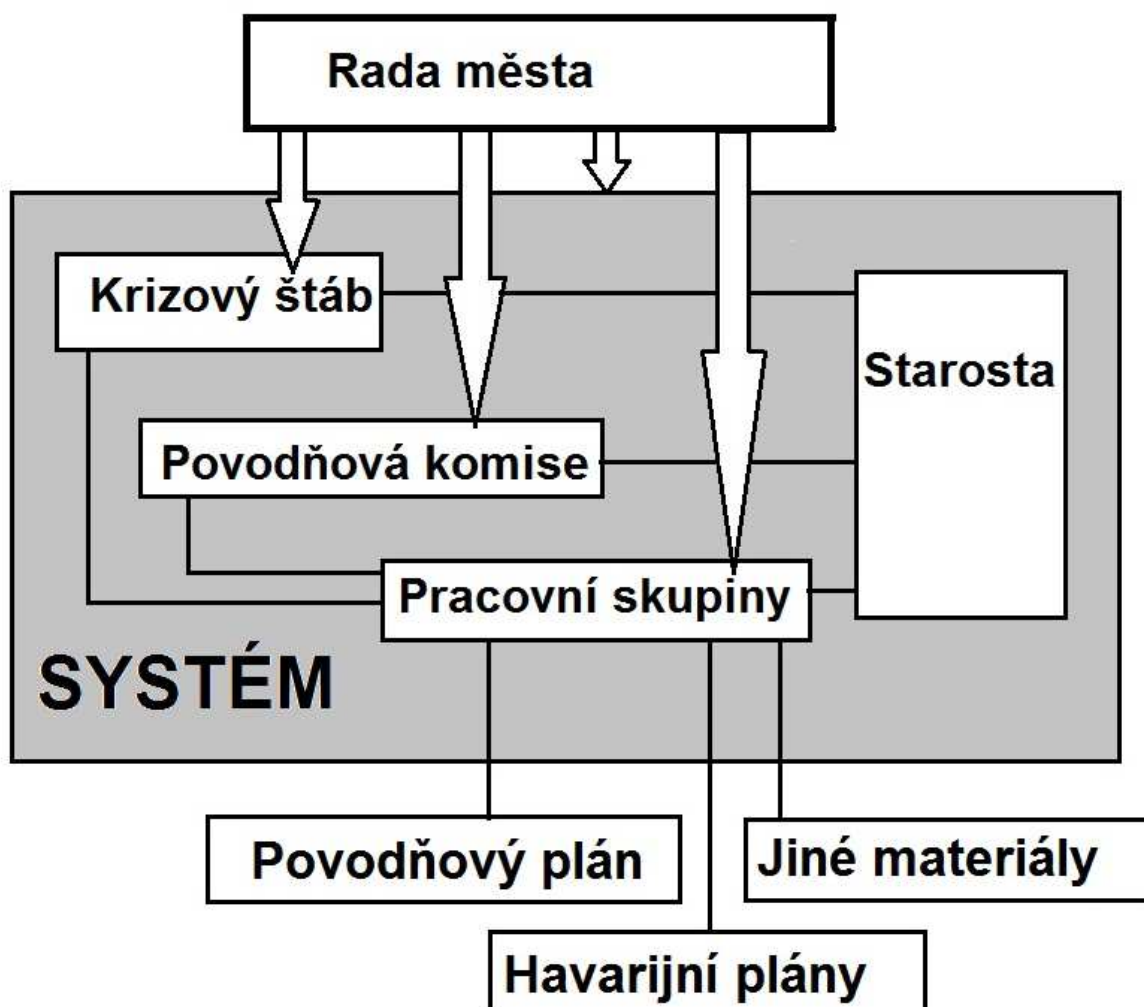 Rada města
Krizový štáb
Starosta
Povodňová komise
Pracovní skupiny
SYSTÉM
Povodňový plán
Jiné materiály
Havarijní plány